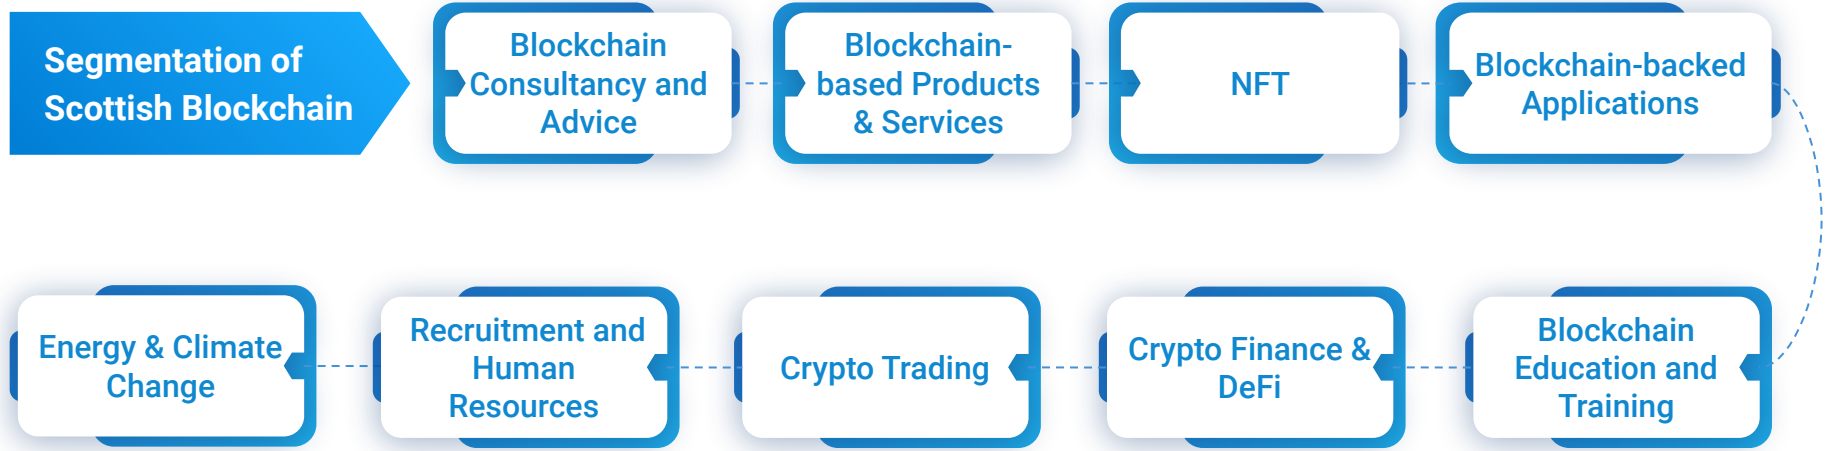 Segmentation of
Scottish Blockchain
Blockchain
Consultancy and
Advice
Blockchain-
based Products
& Services
NFT
Blockchain-backed
Applications
Energy & Climate
Change
Recruitment and
Human
Resources
Crypto Trading
Crypto Finance &
DeFi
Blockchain
Education and
Training